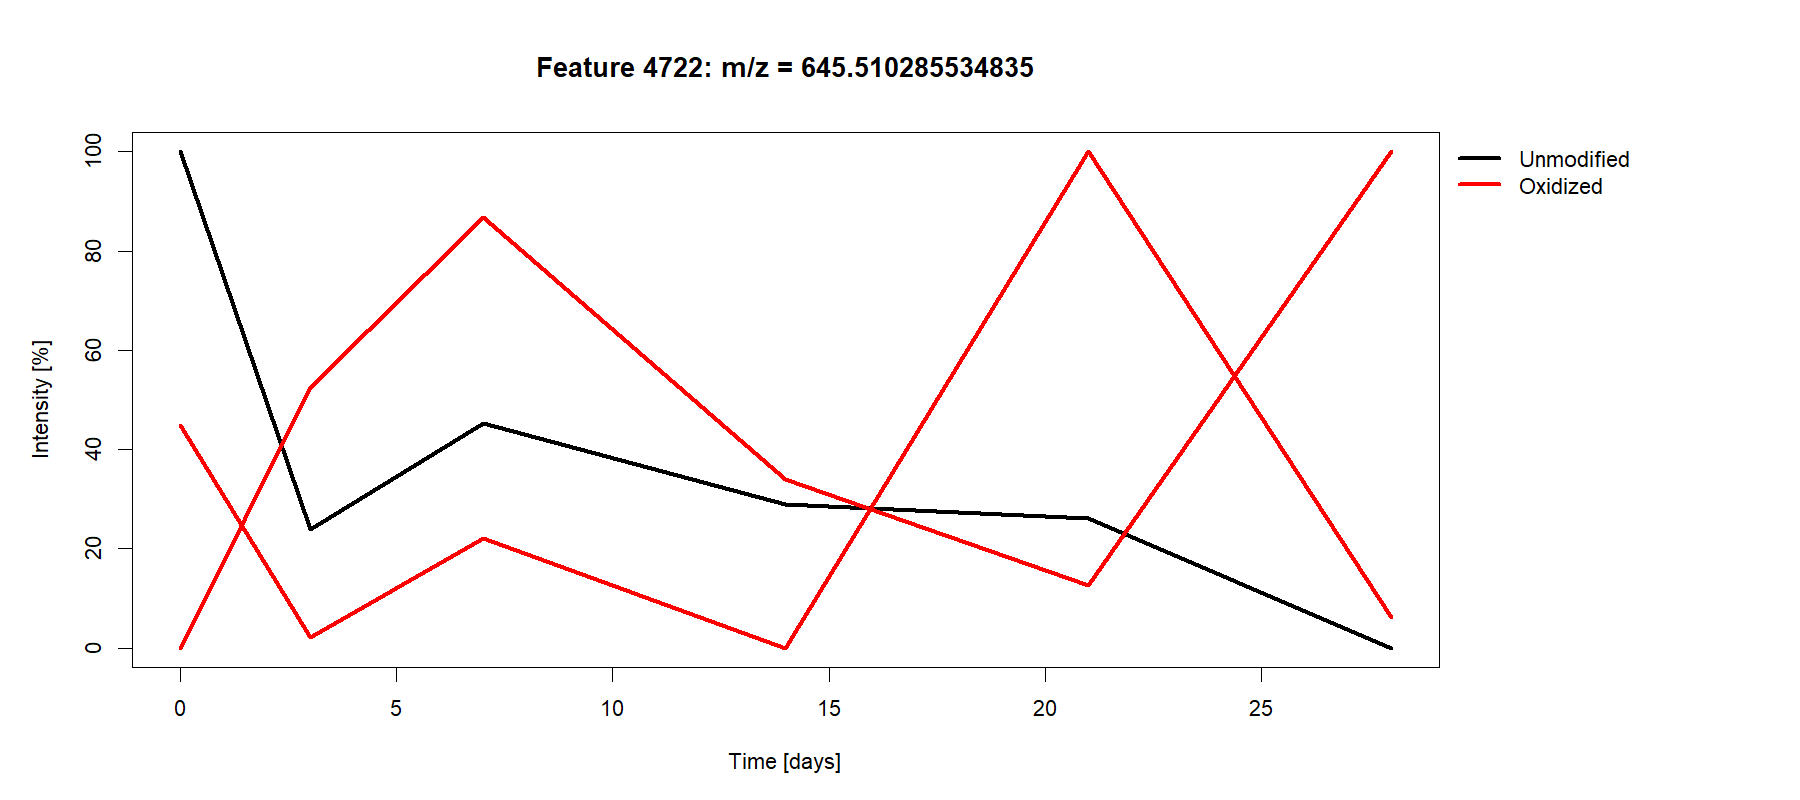 Feature 4722: m/z = 645.510285534835
Unmodified
Oxidized
Intensity [%]
100
80
60
40
20
0
0 5 10 15 20 25
Time [days]